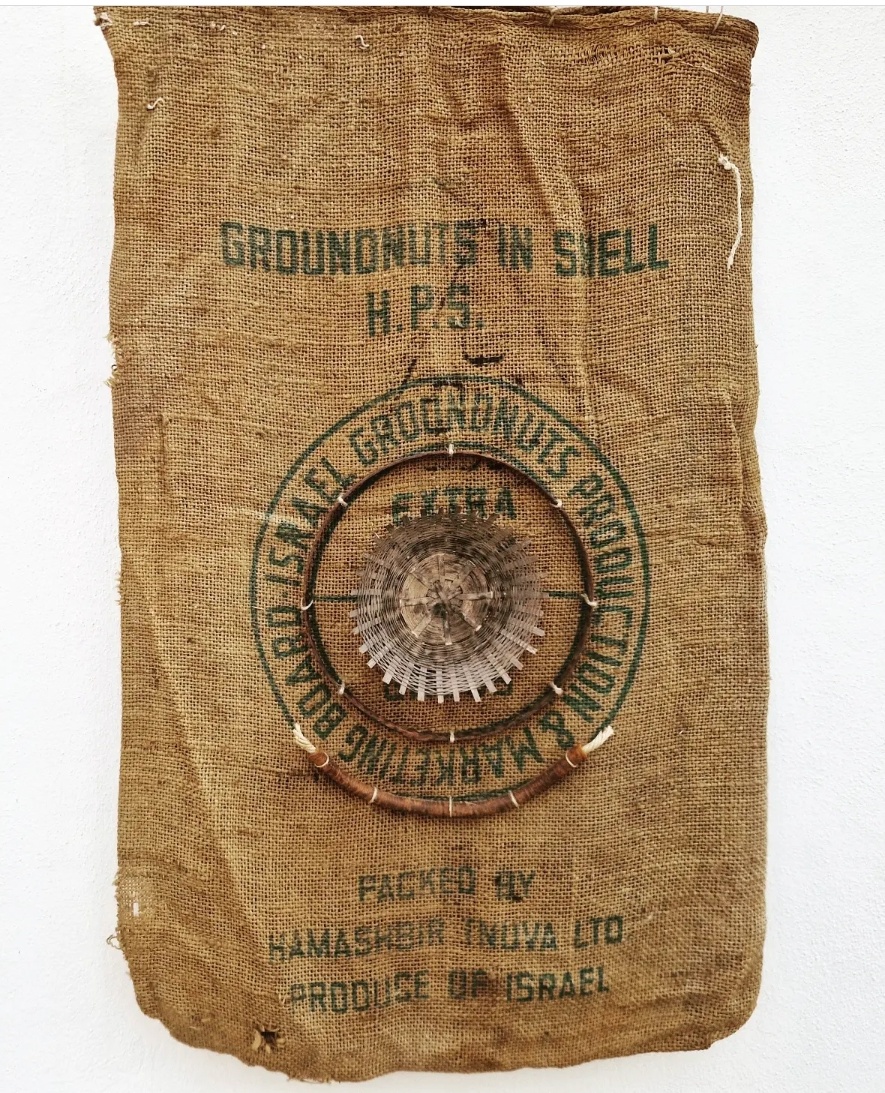 GROUNDNUTS IN SHELL
H.P.S.
ISRAEL GROUNDNUTS PRODUCTION & MARKETING BOARD
EXTRA
PACKED BY
HAMASHBIR TNUVA LTD
PRODUCE OF ISRAEL